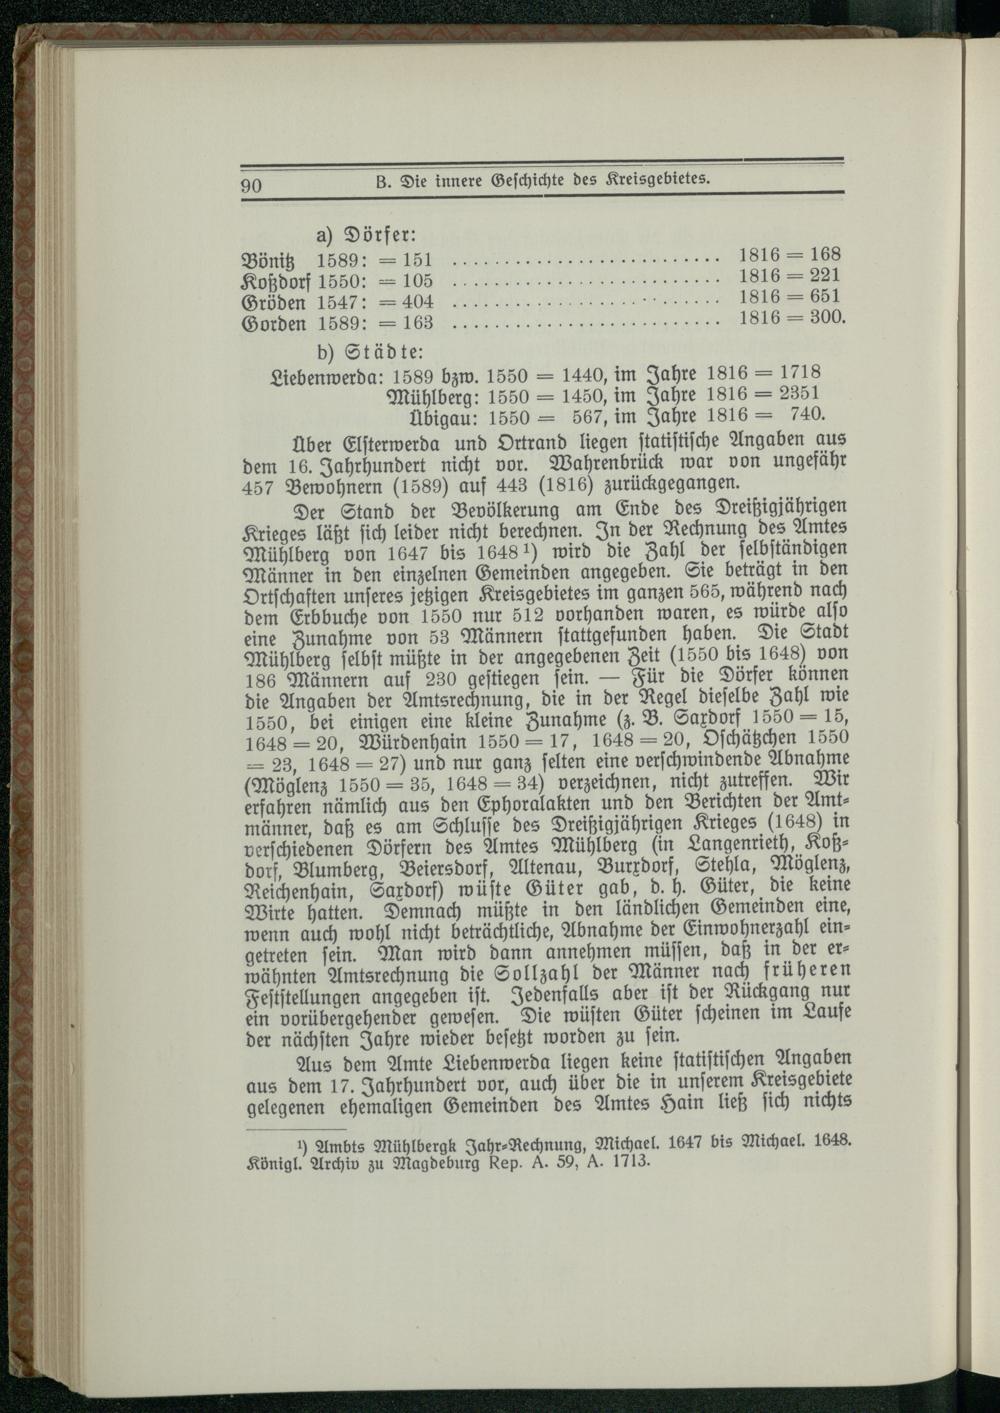 90 B. Die innere Geschichte des Kreisgebietes.
a) Dörfer:
Bönitz 1589: = 151 . . . . . . . . . . . . . . . . . . . . . . . . . . 1816 = 168
Koßdorf 1550: = 105 . . . . . . . . . . . . . . . . . . . . . . . . . . 1816 = 221
Gröden 1547: = 404 . . . . . . . . . . . . . . . . . . . . . . . . . . 1816 = 651
Gorden 1589: = 163 . . . . . . . . . . . . . . . . . . . . . . . . . . 1816 = 300.
b) Städte:
Liebenwerda: 1589 bzw. 1550 = 1440, im Jahre 1816 = 1718
Mühlberg: 1550 = 1450, im Jahre 1816 = 2351
Übigau: 1550 = 567, im Jahre 1816 = 740.
Über Elsterwerda und Ortrand liegen statistische Angaben aus
dem 16. Jahrhundert nicht vor. Wahrenbrück war von ungefähr
457 Bewohnern (1589) auf 443 (1816) zurückgegangen.
Der Stand der Bevölkerung am Ende des Dreißigjährigen
Krieges läßt sich leider nicht berechnen. In der Rechnung des Amtes
Mühlberg von 1647 bis 1648 ¹) wird die Zahl der selbständigen
Männer in den einzelnen Gemeinden angegeben. Sie beträgt in den
Ortschaften unseres jetzigen Kreisgebietes im ganzen 565, während nach
dem Erbbuche von 1550 nur 512 vorhanden waren, es würde also
eine Zunahme von 53 Männern stattgefunden haben. Die Stadt
Mühlberg selbst müßte in der angegebenen Zeit (1550 bis 1648) von
186 Männern auf 230 gestiegen sein. — Für die Dörfer können
die Angaben der Amtsrechnung, die in der Regel dieselbe Zahl wie
1550, bei einigen eine kleine Zunahme (z. B. Saxdorf 1550 = 15,
1648 = 20, Würdenhain 1550 = 17, 1648 = 20, Oschätzchen 1550
= 23, 1648 = 27) und nur ganz selten eine verschwindende Abnahme
(Möglenz 1550 = 35, 1648 = 34) verzeichnen, nicht zutreffen. Wir
erfahren nämlich aus den Ephoralakten und den Berichten der Amt-
männer, daß es am Schlusse des Dreißigjährigen Krieges (1648) in
verschiedenen Dörfern des Amtes Mühlberg (in Langenrieth, Koß-
dorf, Blumberg, Beiersdorf, Altenau, Burxdorf, Stehla, Möglenz,
Reichenhain, Saxdorf) wüste Güter gab, d. h. Güter, die keine
Wirte hatten. Demnach müßte in den ländlichen Gemeinden eine,
wenn auch wohl nicht beträchtliche, Abnahme der Einwohnerzahl ein-
getreten sein. Man wird dann annehmen müssen, daß in der er-
wähnten Amtsrechnung die Sollzahl der Männer nach früheren
Feststellungen angegeben ist. Jedenfalls aber ist der Rückgang nur
ein vorübergehender gewesen. Die wüsten Güter scheinen im Laufe
der nächsten Jahre wieder besetzt worden zu sein.
Aus dem Amte Liebenwerda liegen keine statistischen Angaben
aus dem 17. Jahrhundert vor, auch über die in unserem Kreisgebiete
gelegenen ehemaligen Gemeinden des Amtes Hain ließ sich nichts
¹) Ambts Mühlbergk Jahr-Rechnung, Michael. 1647 bis Michael. 1648.
Königl. Archiv zu Magdeburg Rep. A. 59, A. 1713.